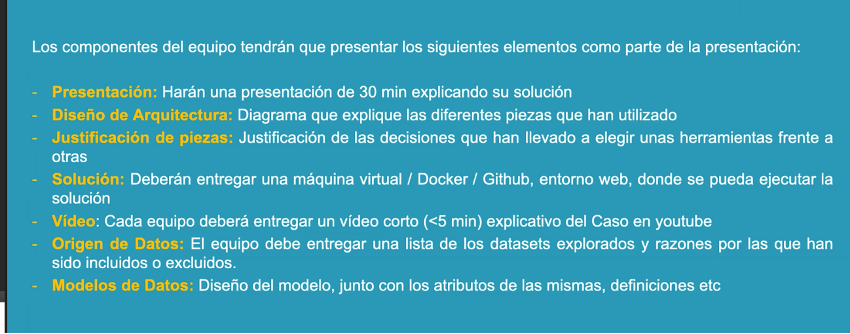 Los componentes del equipo tendrán que presentar los siguientes elementos como parte de la presentación:
- Presentación: Harán una presentación de 30 min explicando su solución
- Diseño de Arquitectura: Diagrama que explique las diferentes piezas que han utilizado
- Justificación de piezas: Justificación de las decisiones que han llevado a elegir unas herramientas frente a
otras
- Solución: Deberán entregar una máquina virtual / Docker / Github, entorno web, donde se pueda ejecutar la
solución
- Vídeo: Cada equipo deberá entregar un vídeo corto (<5 min) explicativo del Caso en youtube
- Origen de Datos: El equipo debe entregar una lista de los datasets explorados y razones por las que han
sido incluidos o excluidos.
- Modelos de Datos: Diseño del modelo, junto con los atributos de las mismas, definiciones etc